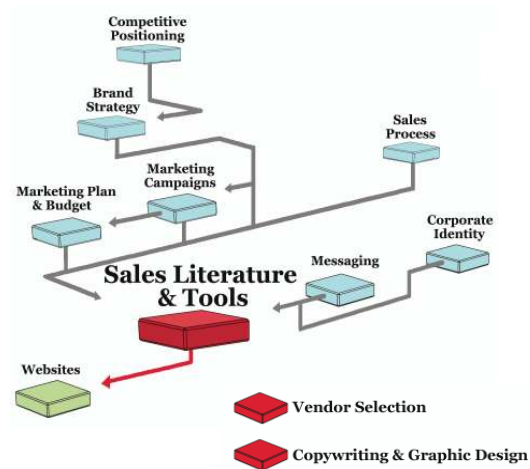 Competitive
Positioning
Brand
Strategy
Sales
Process
Marketing
Campaigns
Marketing Plan
& Budget
Corporate
Identity
Messaging
Sales Literature
& Tools
Websites
Vendor Selection
Copywriting & Graphic Design